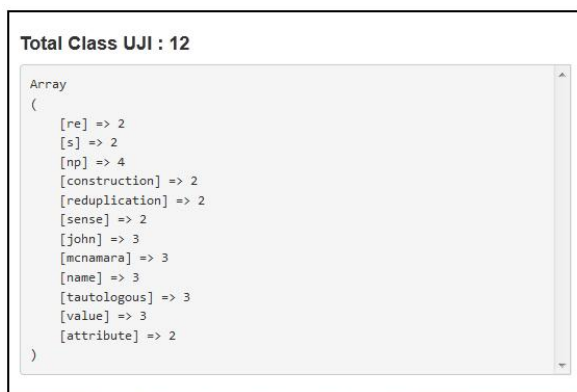 Total Class UJI : 12
Array
(
[re] => 2
[s] => 2
[np] => 4
[construction] => 2
[reduplication] => 2
[sense] => 2
[john] => 3
[mcnamara] => 3
[name] => 3
[tautologous] => 3
[value] => 3
[attribute] => 2
)